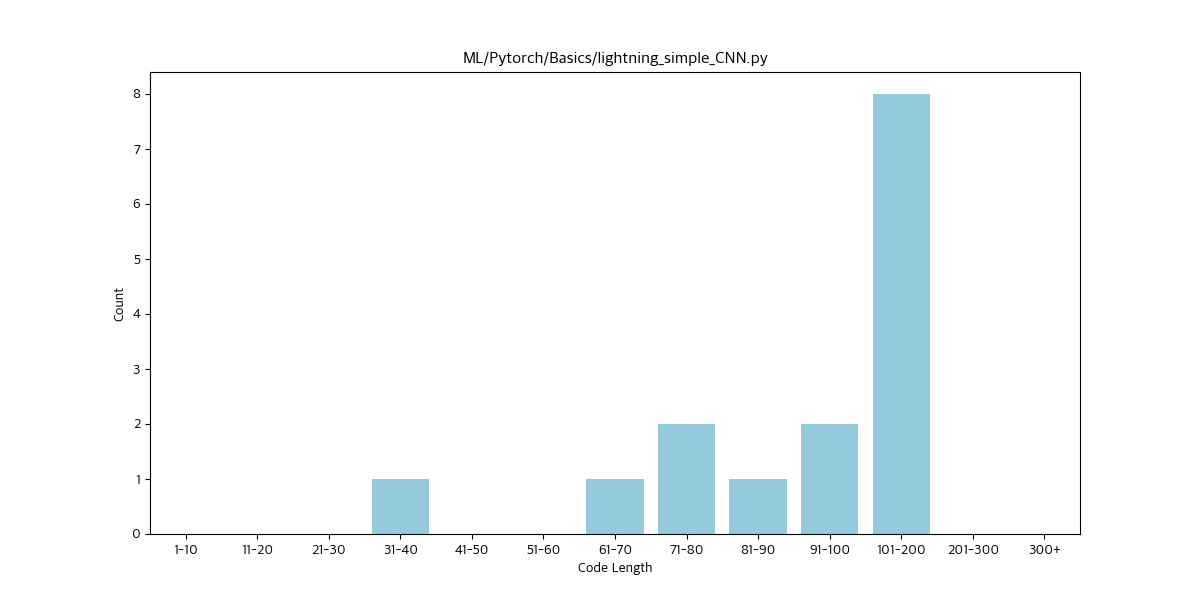 ML/Pytorch/Basics/lightning_simple_CNN.py
Count
8
7
6
5
4
3
2
1
0
1-10 11-20 21-30 31-40 41-50 51-60 61-70 71-80 81-90 91-100 101-200 201-300 300+
Code Length